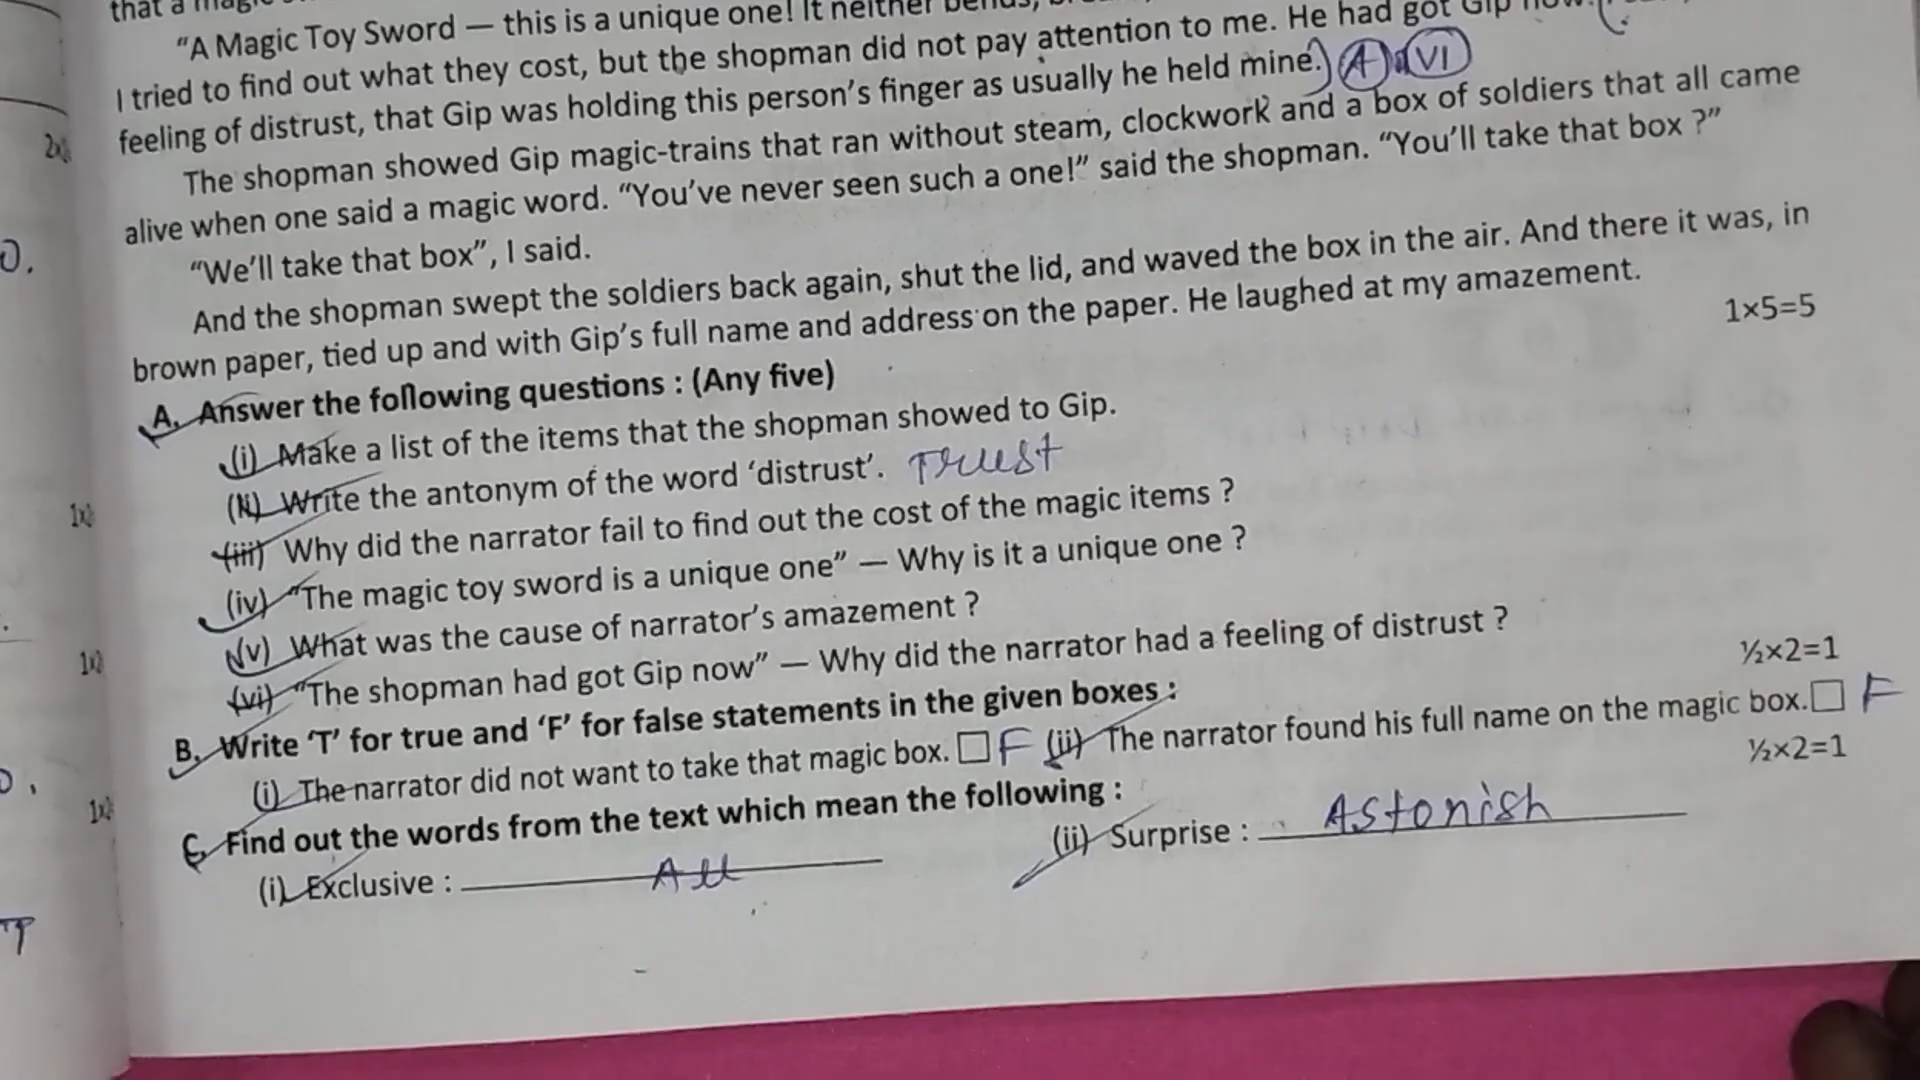 that a magic
"A Magic Toy Sword — this is a unique one! It neither bends,
I tried to find out what they cost, but the shopman did not pay attention to me. He had got Gip now.
feeling of distrust, that Gip was holding this person's finger as usually he held mine.) A VI
The shopman showed Gip magic-trains that ran without steam, clockwork and a box of soldiers that all came
alive when one said a magic word. "You've never seen such a one!" said the shopman. "You'll take that box ?"
"We'll take that box", I said.
And the shopman swept the soldiers back again, shut the lid, and waved the box in the air. And there it was, in
brown paper, tied up and with Gip's full name and address on the paper. He laughed at my amazement.
A. Answer the following questions : (Any five) 1×5=5
(i) Make a list of the items that the shopman showed to Gip.
(ii) Write the antonym of the word 'distrust'. Trust
(iii) Why did the narrator fail to find out the cost of the magic items ?
(iv) "The magic toy sword is a unique one" — Why is it a unique one ?
(v) What was the cause of narrator's amazement ?
(vi) "The shopman had got Gip now" — Why did the narrator had a feeling of distrust ?
B. Write 'T' for true and 'F' for false statements in the given boxes : ½×2=1
(i) The narrator did not want to take that magic box. F (ii) The narrator found his full name on the magic box. F
C. Find out the words from the text which mean the following : ½×2=1
(i) Exclusive : All (ii) Surprise : Astonish